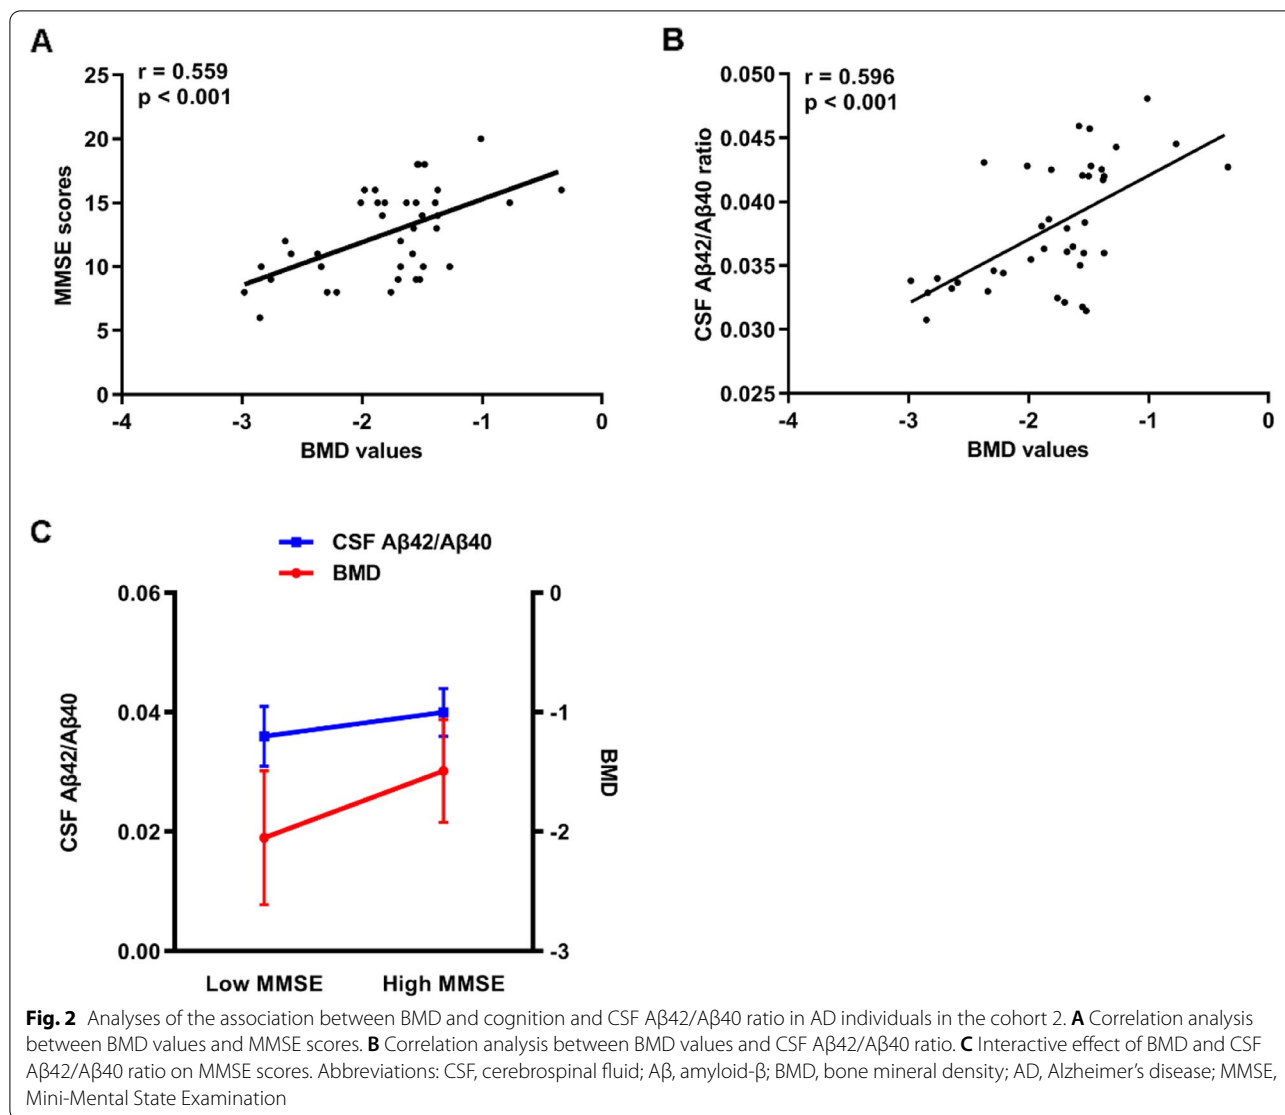 A
r = 0.559
p < 0.001
25
20
15
10
5
0
MMSE scores
-4 -3 -2 -1 0
BMD values
B
r = 0.596
p < 0.001
0.050
0.045
0.040
0.035
0.030
0.025
CSF Aβ42/Aβ40 ratio
-4 -3 -2 -1 0
BMD values
C
CSF Aβ42/Aβ40
BMD
0.06
0.04
0.02
0.00
CSF Aβ42/Aβ40
0
-1
-2
-3
BMD
Low MMSE High MMSE
Fig. 2 Analyses of the association between BMD and cognition and CSF Aβ42/Aβ40 ratio in AD individuals in the cohort 2. A Correlation analysis
between BMD values and MMSE scores. B Correlation analysis between BMD values and CSF Aβ42/Aβ40 ratio. C Interactive effect of BMD and CSF
Aβ42/Aβ40 ratio on MMSE scores. Abbreviations: CSF, cerebrospinal fluid; Aβ, amyloid-β; BMD, bone mineral density; AD, Alzheimer's disease; MMSE,
Mini-Mental State Examination